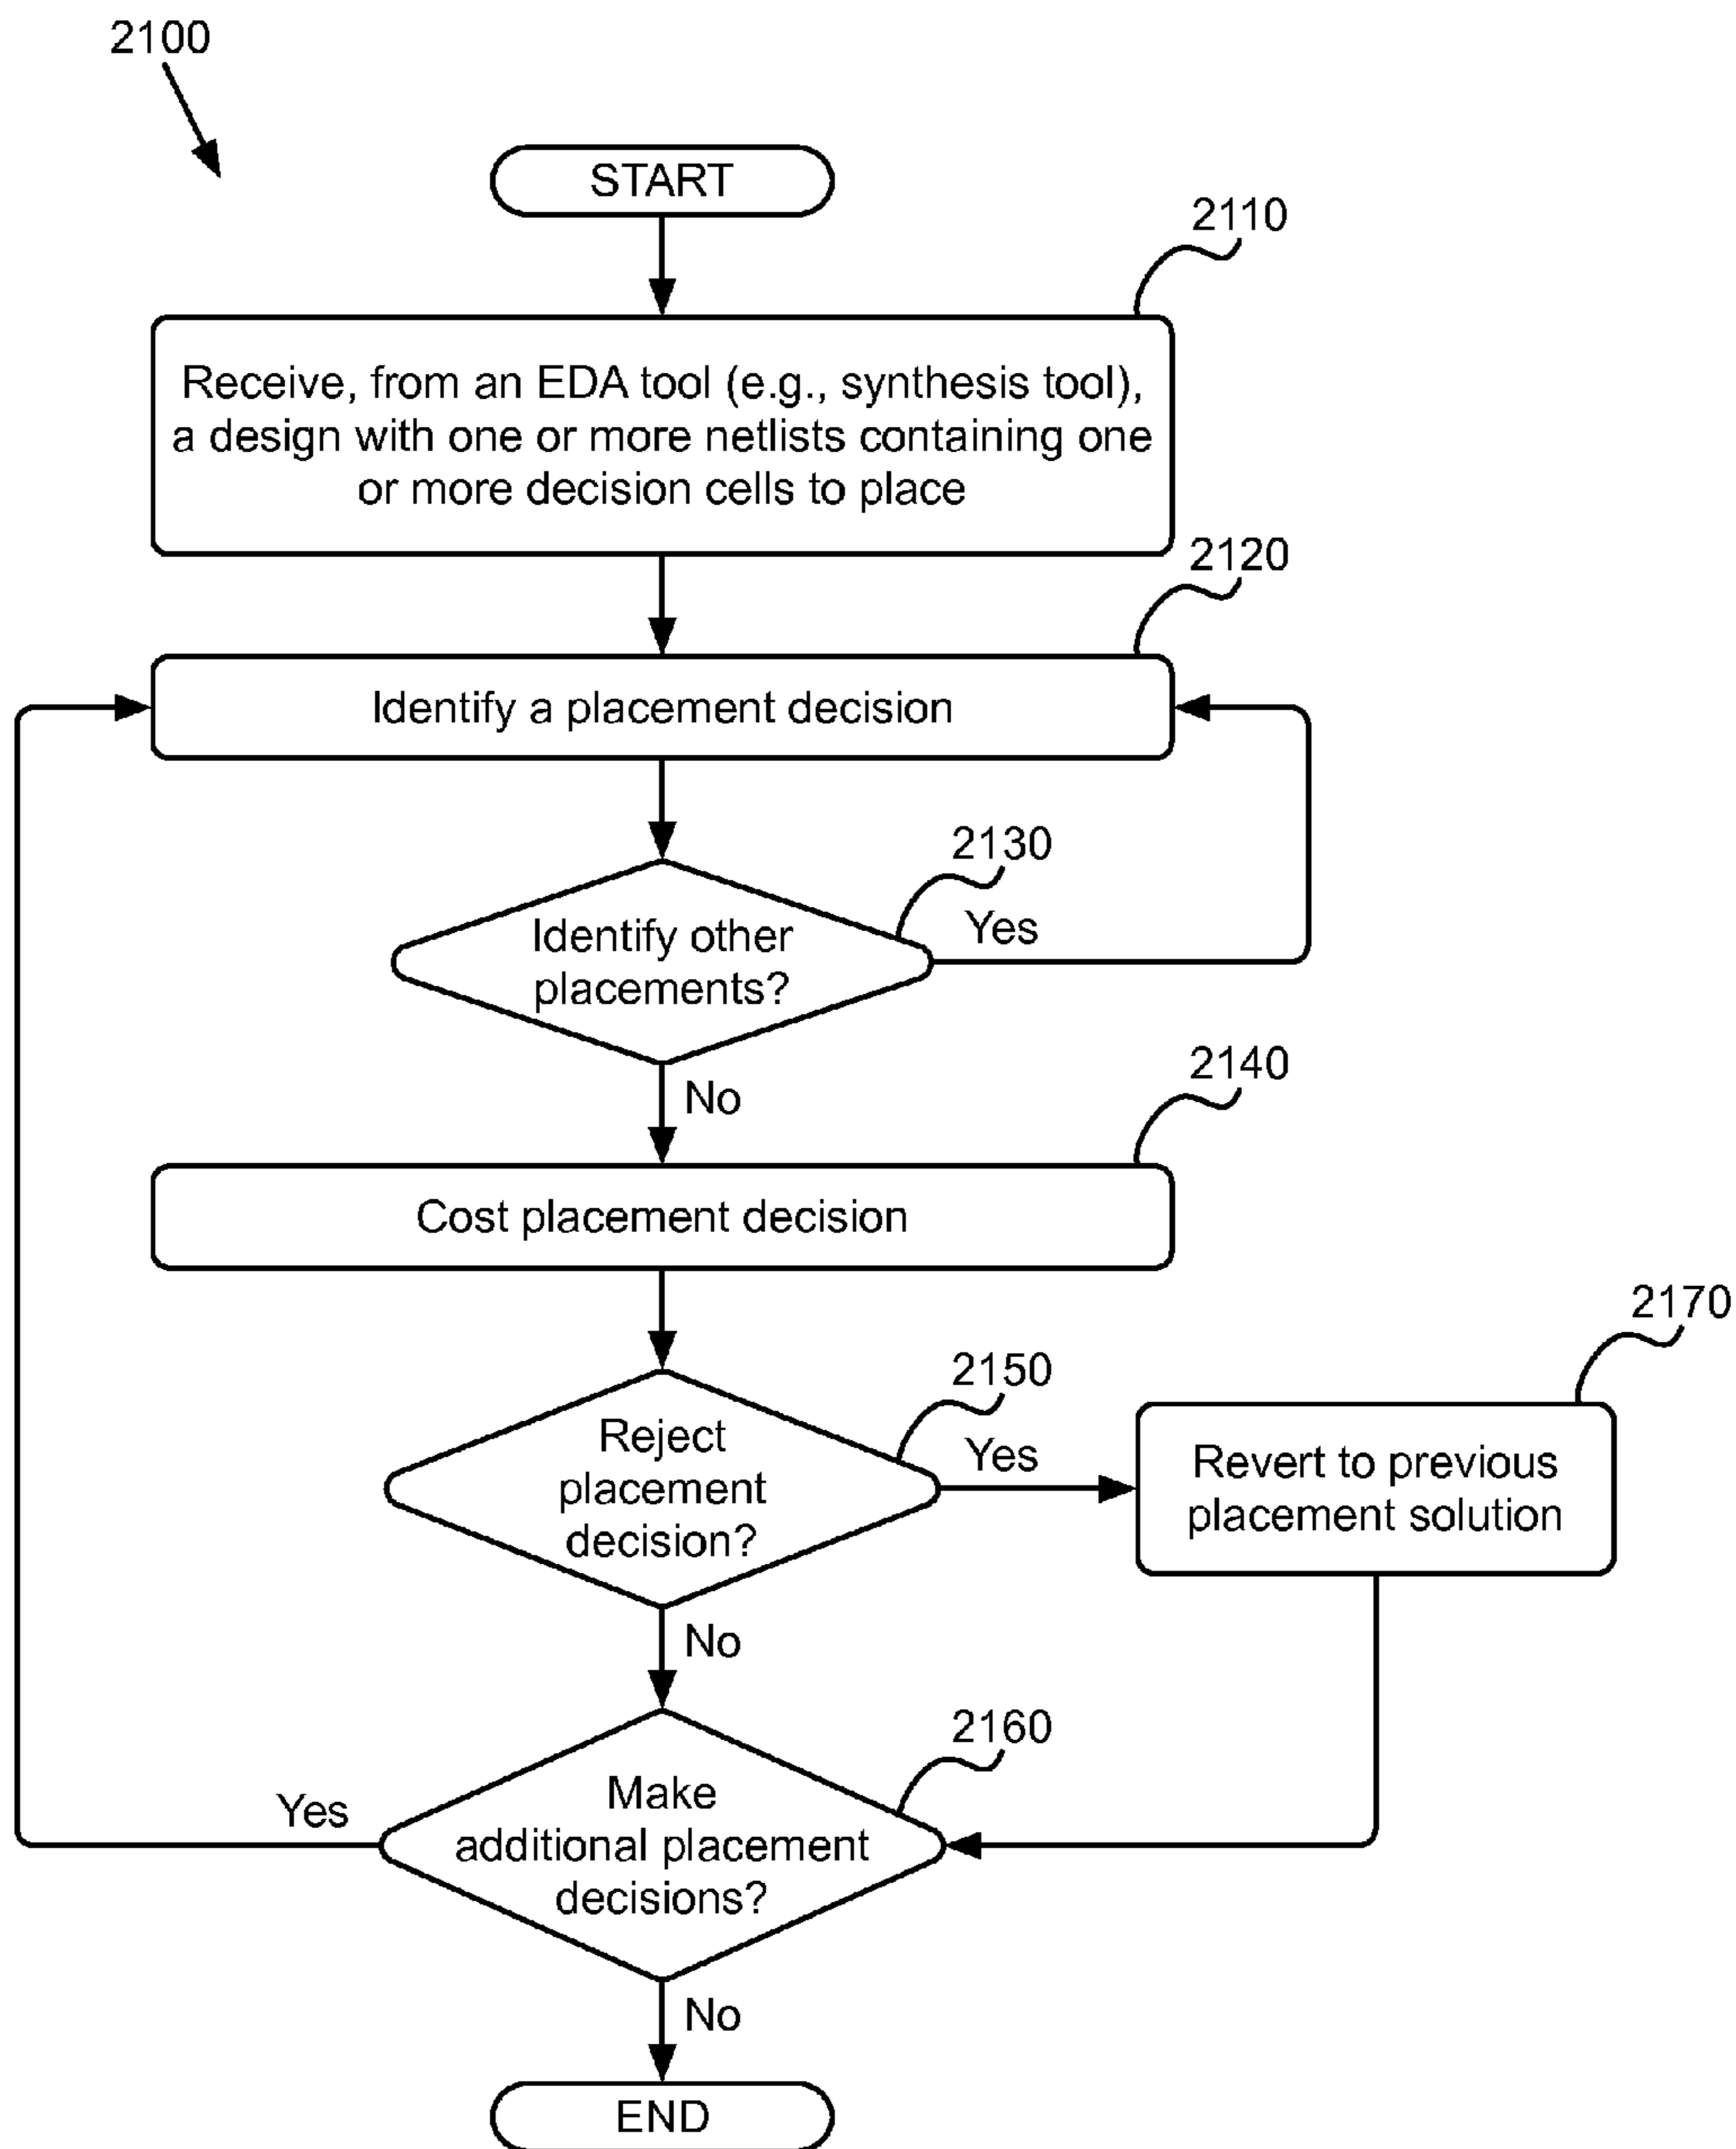 2100
START
2110
Receive, from an EDA tool (e.g., synthesis tool),
a design with one or more netlists containing one
or more decision cells to place
2120
Identify a placement decision
2130
Identify other
placements?
Yes
No
2140
Cost placement decision
2150
Reject
placement
decision?
Yes
2170
Revert to previous
placement solution
No
2160
Make
additional placement
decisions?
Yes
No
END